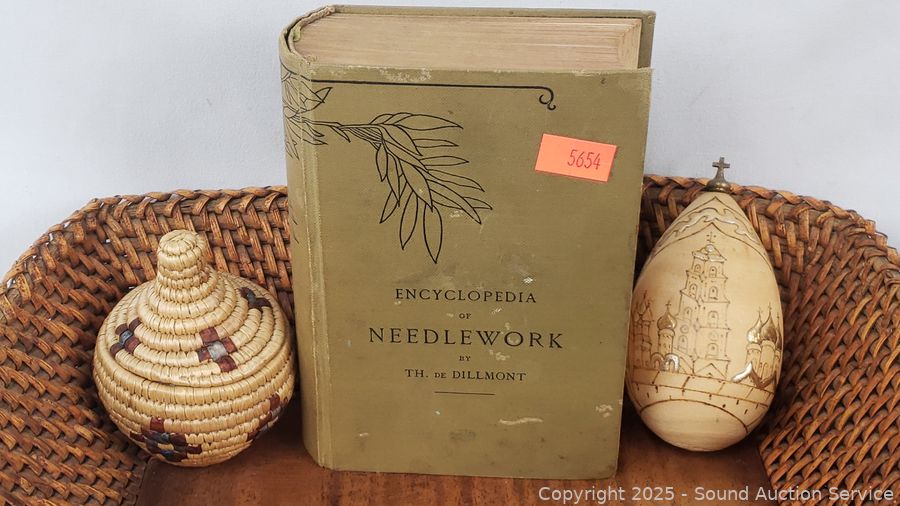 5654
ENCYCLOPEDIA
OF
NEEDLEWORK
BY
TH. DE DILLMONT
Copyright 2025 - Sound Auction Service